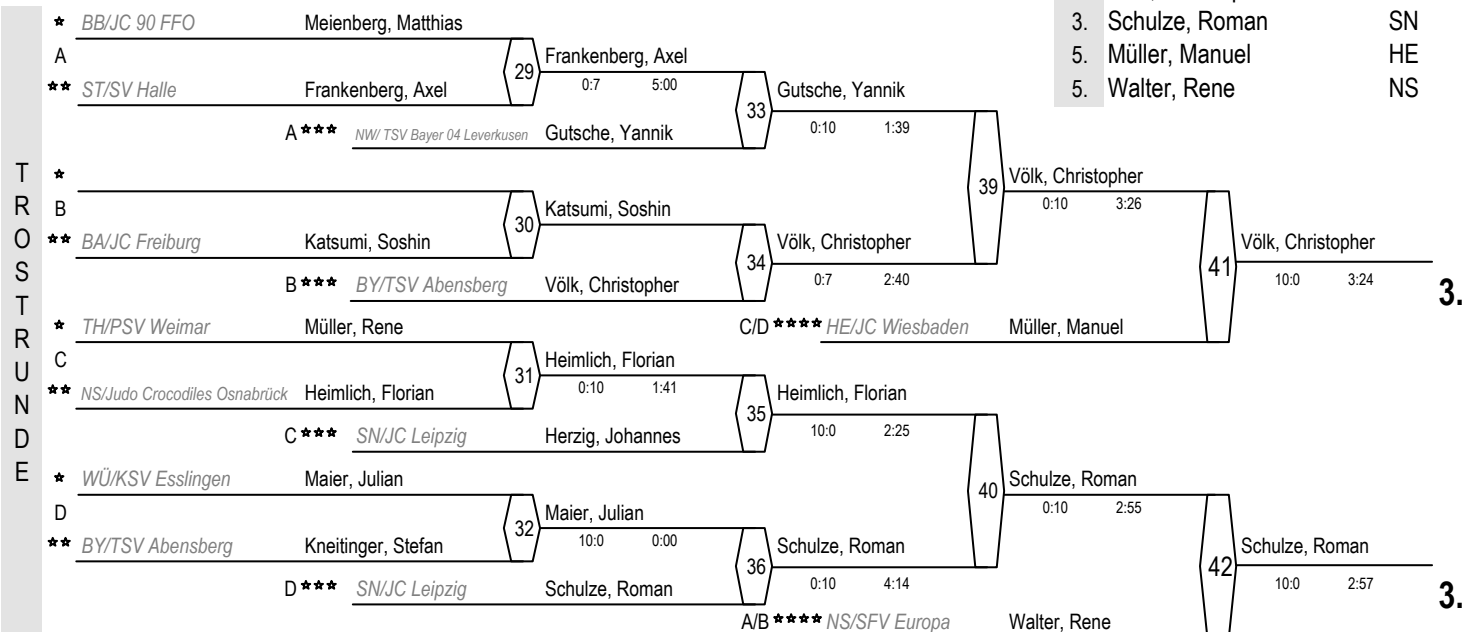 3. Schulze, Roman SN
5. Müller, Manuel HE
5. Walter, Rene NS
TROSTRUNDE
★ BB/JC 90 FFO Meienberg, Matthias
A
★★ ST/SV Halle Frankenberg, Axel
29
Frankenberg, Axel
0:7 5:00
A ★★★ NW/ TSV Bayer 04 Leverkusen Gutsche, Yannik
33
Gutsche, Yannik
0:10 1:39
★
B
★★ BA/JC Freiburg Katsumi, Soshin
30
Katsumi, Soshin
B ★★★ BY/TSV Abensberg Völk, Christopher
34
Völk, Christopher
0:7 2:40
39
Völk, Christopher
0:10 3:26
C/D ★★★★ HE/JC Wiesbaden Müller, Manuel
41
Völk, Christopher
10:0 3:24
3.
★ TH/PSV Weimar Müller, Rene
C
★★ NS/Judo Crocodiles Osnabrück Heimlich, Florian
31
Heimlich, Florian
0:10 1:41
C ★★★ SN/JC Leipzig Herzig, Johannes
35
Heimlich, Florian
10:0 2:25
★ WÜ/KSV Esslingen Maier, Julian
D
★★ BY/TSV Abensberg Kneitinger, Stefan
32
Maier, Julian
10:0 0:00
D ★★★ SN/JC Leipzig Schulze, Roman
36
Schulze, Roman
0:10 4:14
40
Schulze, Roman
0:10 2:55
A/B ★★★★ NS/SFV Europa Walter, Rene
42
Schulze, Roman
10:0 2:57
3.